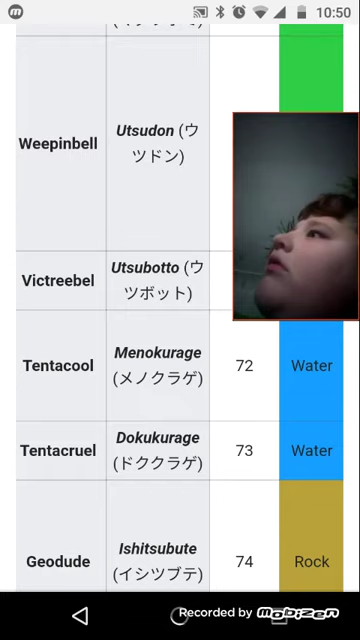 10:50
Weepinbell
Utsudon (ウ
ツドン)
Victreebel
Utsubotto (ウ
ツボット)
Tentacool
Menokurage
(メノクラゲ)
72
Water
Tentacruel
Dokukurage
(ドククラゲ)
73
Water
Geodude
Ishitsubute
(イシツブテ)
74
Rock
Recorded by mobizen